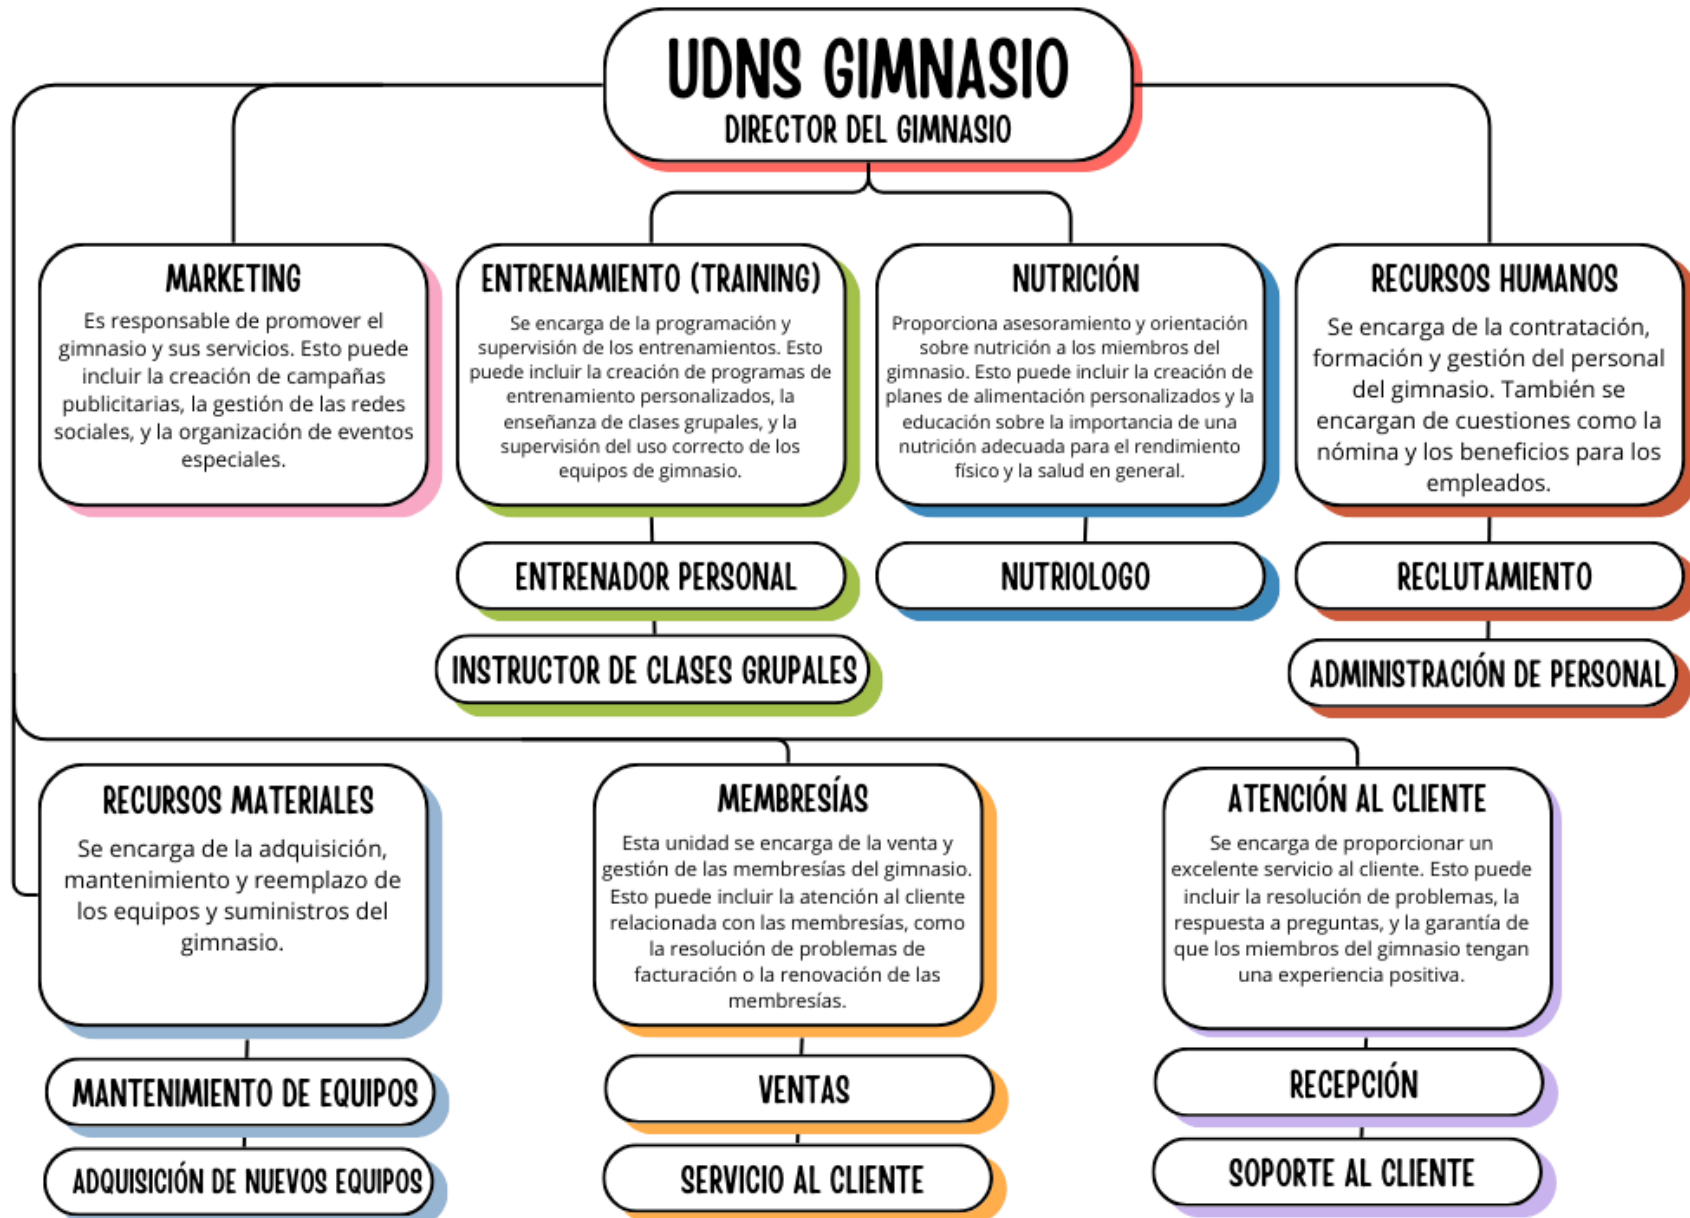 UDNS GIMNASIO
DIRECTOR DEL GIMNASIO
MARKETING
Es responsable de promover el
gimnasio y sus servicios. Esto puede
incluir la creación de campañas
publicitarias, la gestión de las redes
sociales, y la organización de eventos
especiales.
ENTRENAMIENTO (TRAINING)
Se encarga de la programación y
supervisión de los entrenamientos. Esto
puede incluir la creación de programas de
entrenamiento personalizados, la
enseñanza de clases grupales, y la
supervisión del uso correcto de los
equipos de gimnasio.
ENTRENADOR PERSONAL
INSTRUCTOR DE CLASES GRUPALES
NUTRICIÓN
Proporciona asesoramiento y orientación
sobre nutrición a los miembros del
gimnasio. Esto puede incluir la creación de
planes de alimentación personalizados y la
educación sobre la importancia de una
nutrición adecuada para el rendimiento
físico y la salud en general.
NUTRIOLOGO
RECURSOS HUMANOS
Se encarga de la contratación,
formación y gestión del personal
del gimnasio. También se
encargan de cuestiones como la
nómina y los beneficios para los
empleados.
RECLUTAMIENTO
ADMINISTRACIÓN DE PERSONAL
RECURSOS MATERIALES
Se encarga de la adquisición,
mantenimiento y reemplazo de
los equipos y suministros del
gimnasio.
MANTENIMIENTO DE EQUIPOS
ADQUISICIÓN DE NUEVOS EQUIPOS
MEMBRESÍAS
Esta unidad se encarga de la venta y
gestión de las membresías del gimnasio.
Esto puede incluir la atención al cliente
relacionada con las membresías, como
la resolución de problemas de
facturación o la renovación de las
membresías.
VENTAS
SERVICIO AL CLIENTE
ATENCIÓN AL CLIENTE
Se encarga de proporcionar un
excelente servicio al cliente. Esto puede
incluir la resolución de problemas, la
respuesta a preguntas, y la garantía de
que los miembros del gimnasio tengan
una experiencia positiva.
RECEPCIÓN
SOPORTE AL CLIENTE